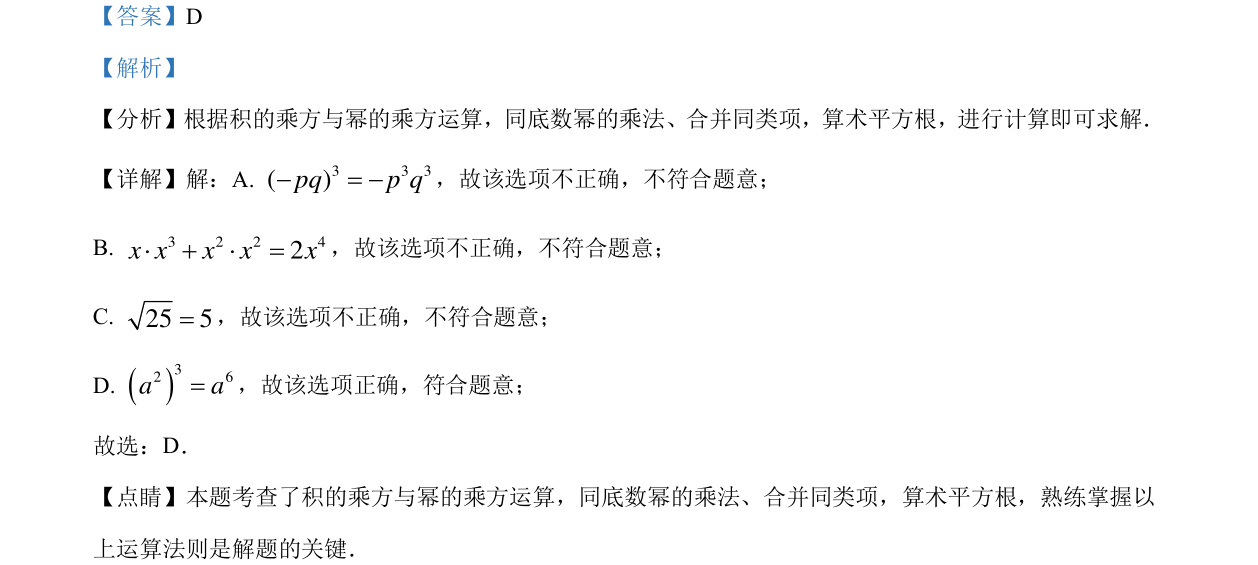 【答案】D
【解析】
【分析】根据积的乘方与幂的乘方运算，同底数幂的乘法、合并同类项，算术平方根，进行计算即可求解．
【详解】解：A. (−pq)³ = −p³q³，故该选项不正确，不符合题意；
B. x·x³ + x²·x² = 2x⁴，故该选项不正确，不符合题意；
C. √25 = 5，故该选项不正确，不符合题意；
D. (a²)³ = a⁶，故该选项正确，符合题意；
故选：D．
【点睛】本题考查了积的乘方与幂的乘方运算，同底数幂的乘法、合并同类项，算术平方根，熟练掌握以
上运算法则是解题的关键．